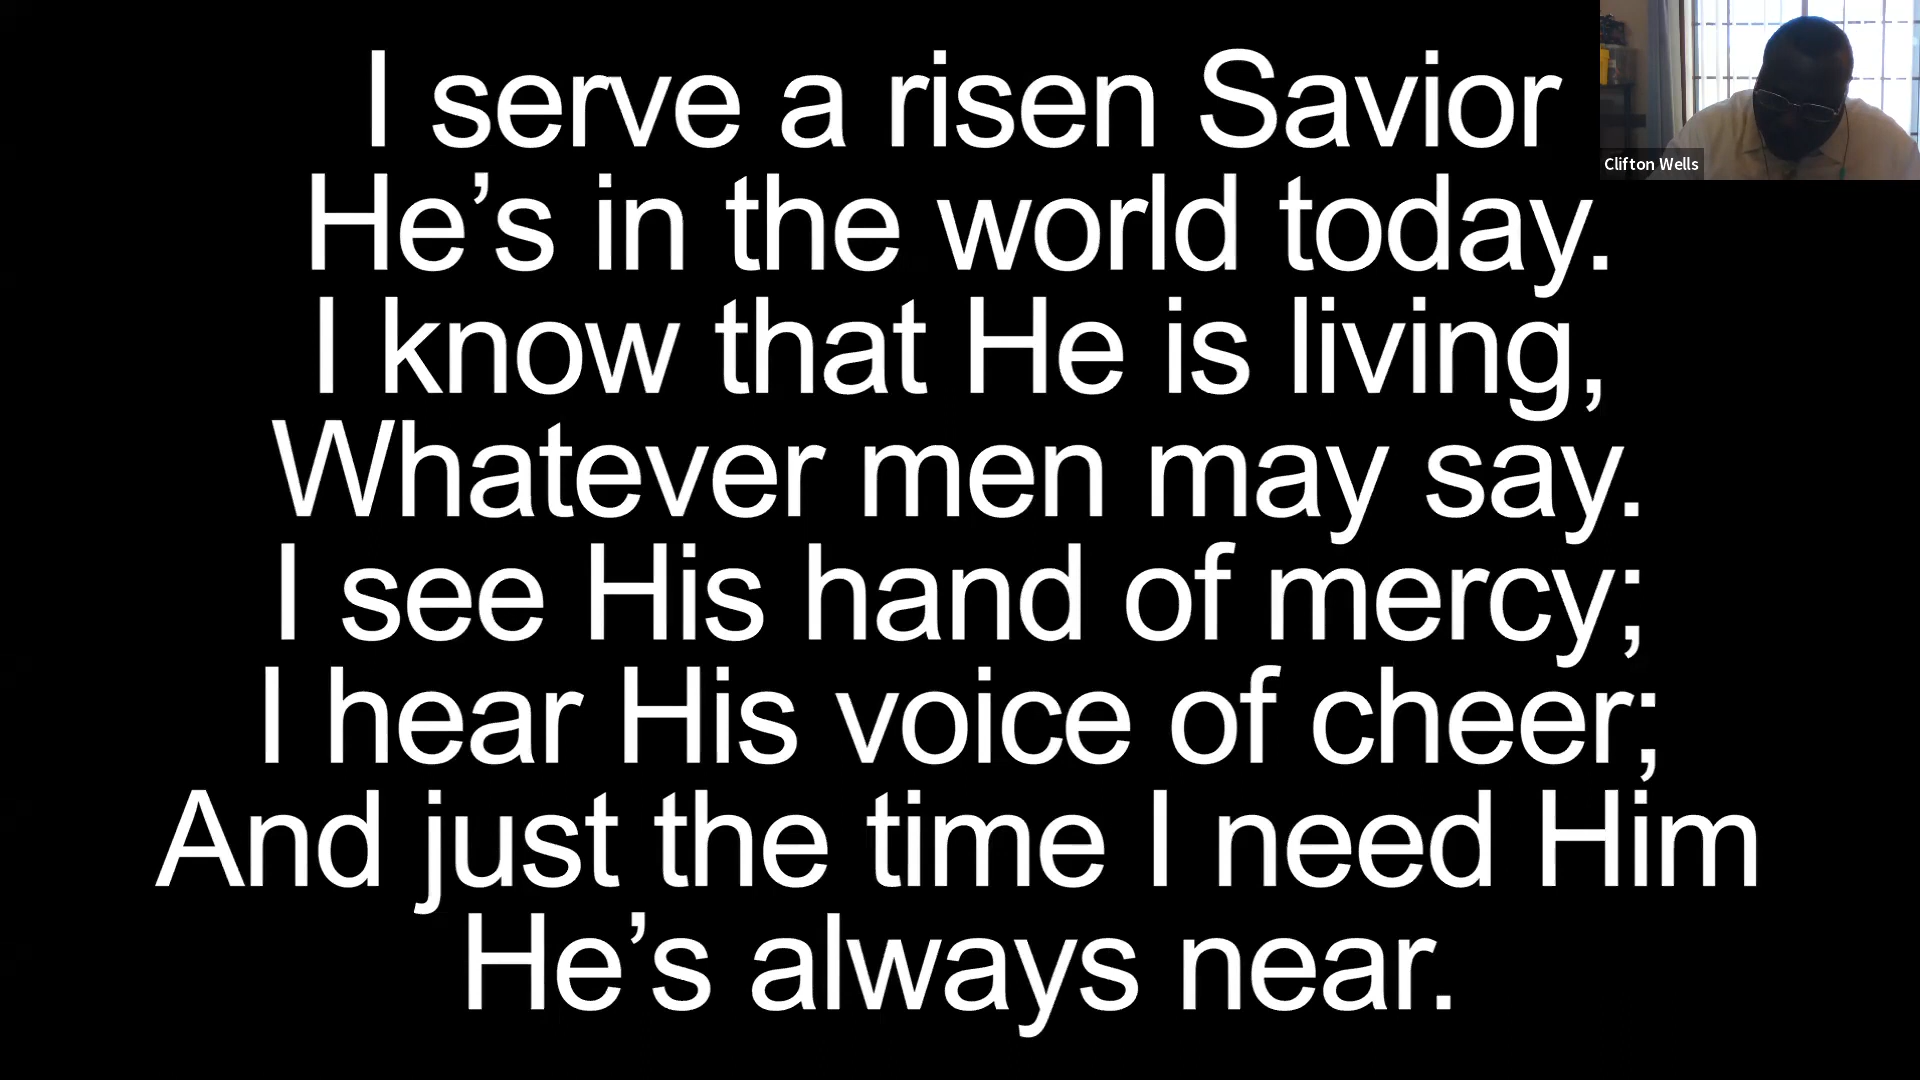 I serve a risen Savior
He’s in the world today.
I know that He is living,
Whatever men may say.
I see His hand of mercy;
I hear His voice of cheer;
And just the time I need Him
He’s always near.
Clifton Wells